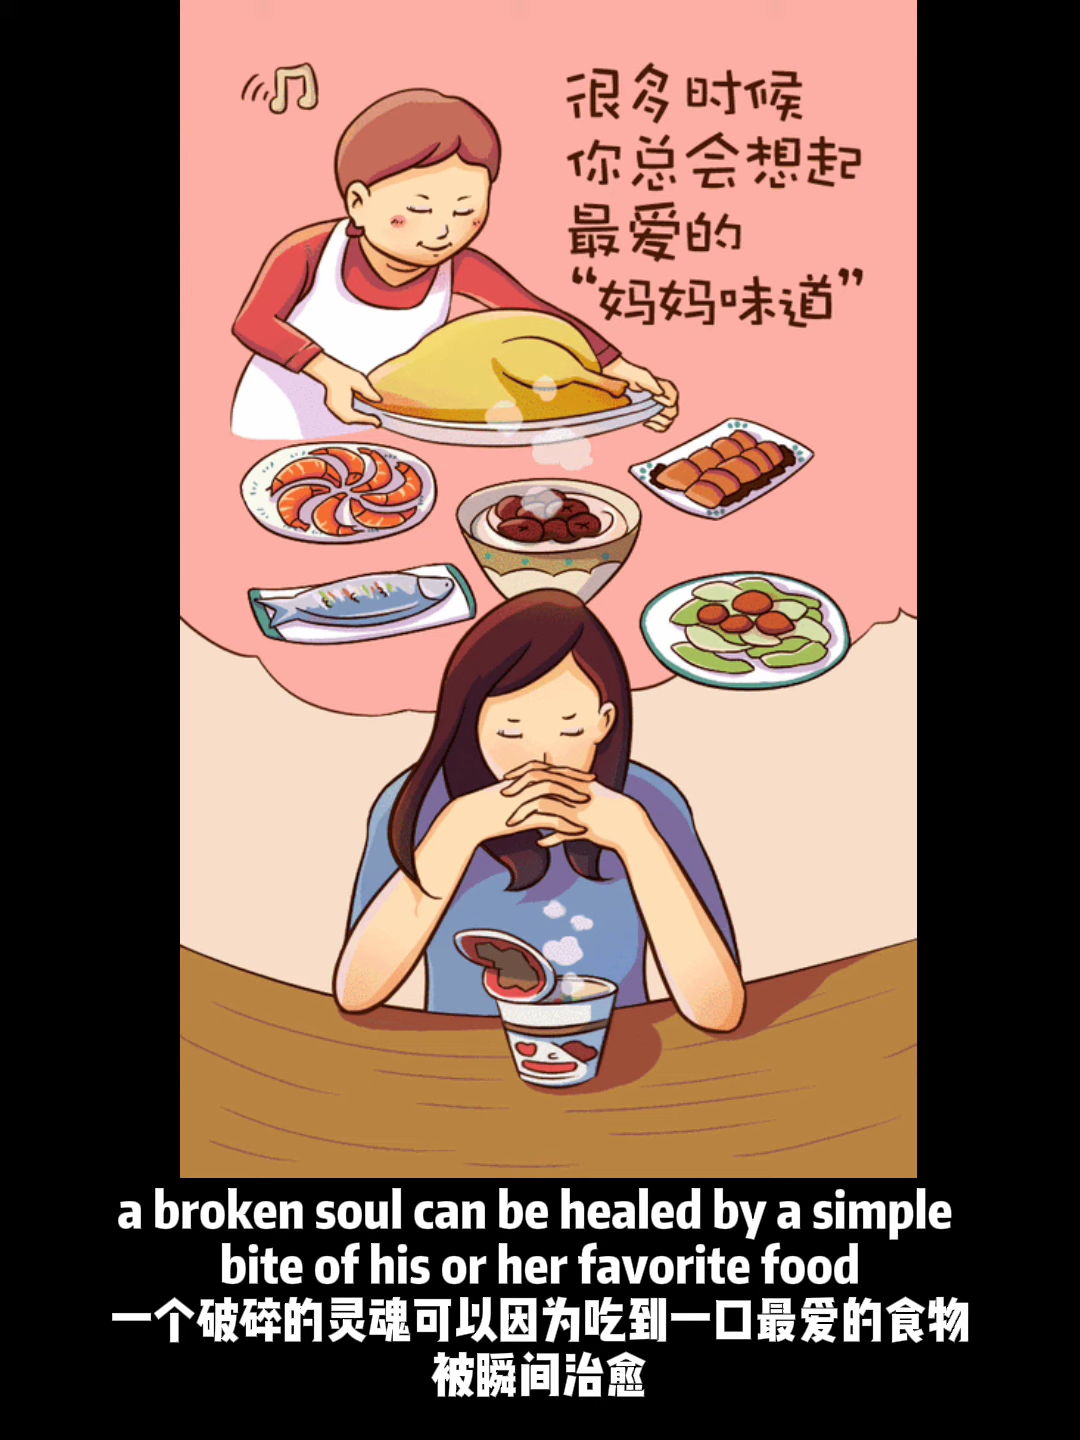 很多时候
你总会想起
最爱的
“妈妈味道”
a broken soul can be healed by a simple
bite of his or her favorite food
一个破碎的灵魂可以因为吃到一口最爱的食物
被瞬间治愈